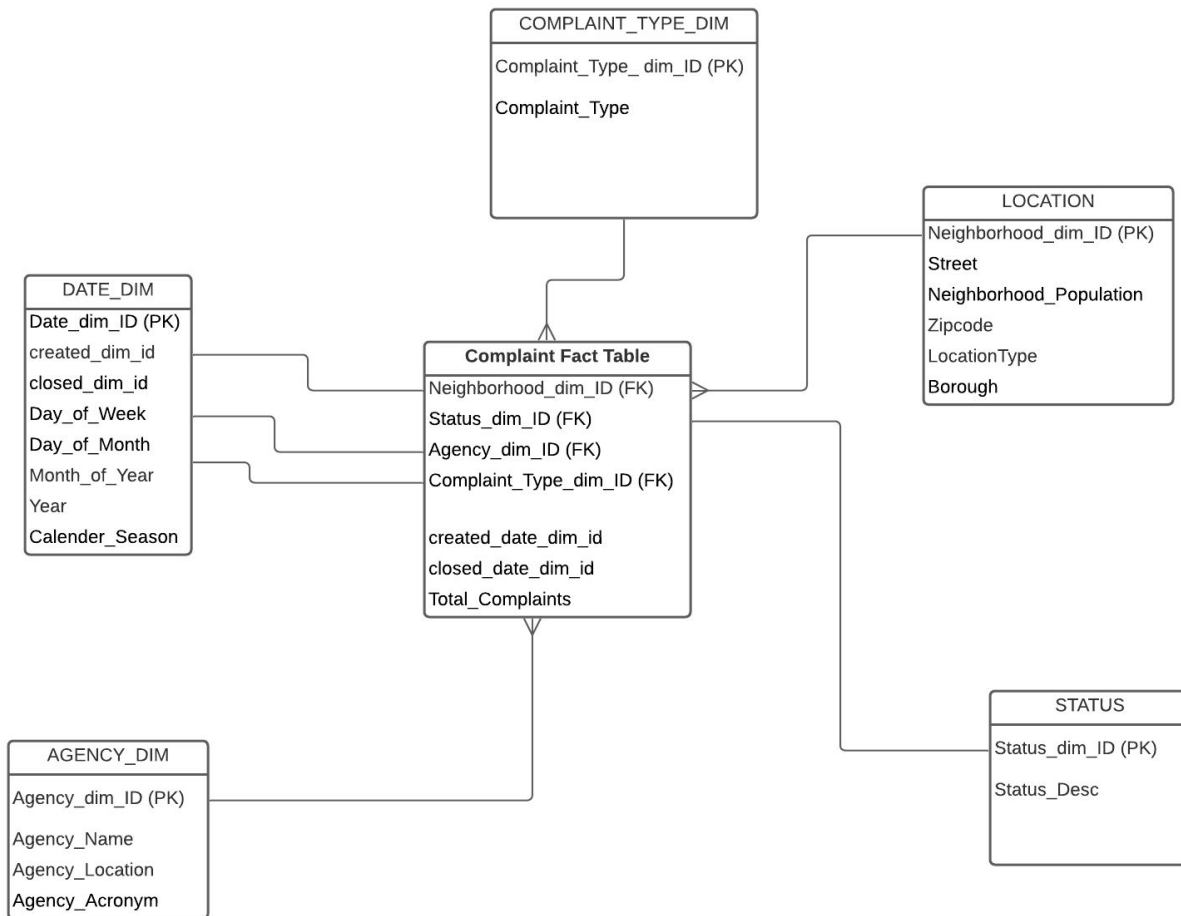 COMPLAINT_TYPE_DIM
Complaint_Type_ dim_ID (PK)
Complaint_Type
LOCATION
Neighborhood_dim_ID (PK)
Street
Neighborhood_Population
Zipcode
LocationType
Borough
DATE_DIM
Date_dim_ID (PK)
created_dim_id
closed_dim_id
Day_of_Week
Day_of_Month
Month_of_Year
Year
Calender_Season
Complaint Fact Table
Neighborhood_dim_ID (FK)
Status_dim_ID (FK)
Agency_dim_ID (FK)
Complaint_Type_dim_ID (FK)
created_date_dim_id
closed_date_dim_id
Total_Complaints
STATUS
Status_dim_ID (PK)
Status_Desc
AGENCY_DIM
Agency_dim_ID (PK)
Agency_Name
Agency_Location
Agency_Acronym